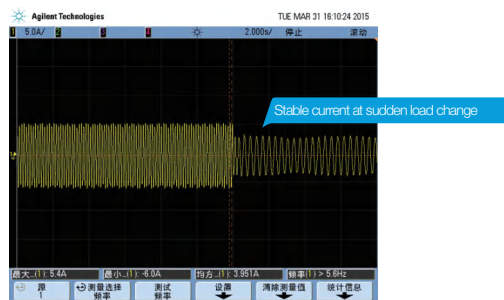 Agilent Technologies
TUE MAR 31 16:10:24 2015
1 5.0A/ 2 3 4 2.000s/ 停止 滚动
Stable current at sudden load change
最大_(1): 5.4A 最小_(1): -6.0A 均方_(1): 3.951A 频率(1) > 5.6Hz
源 测量选择 测试 设置 清除测量值 统计信息
1 频率 频率